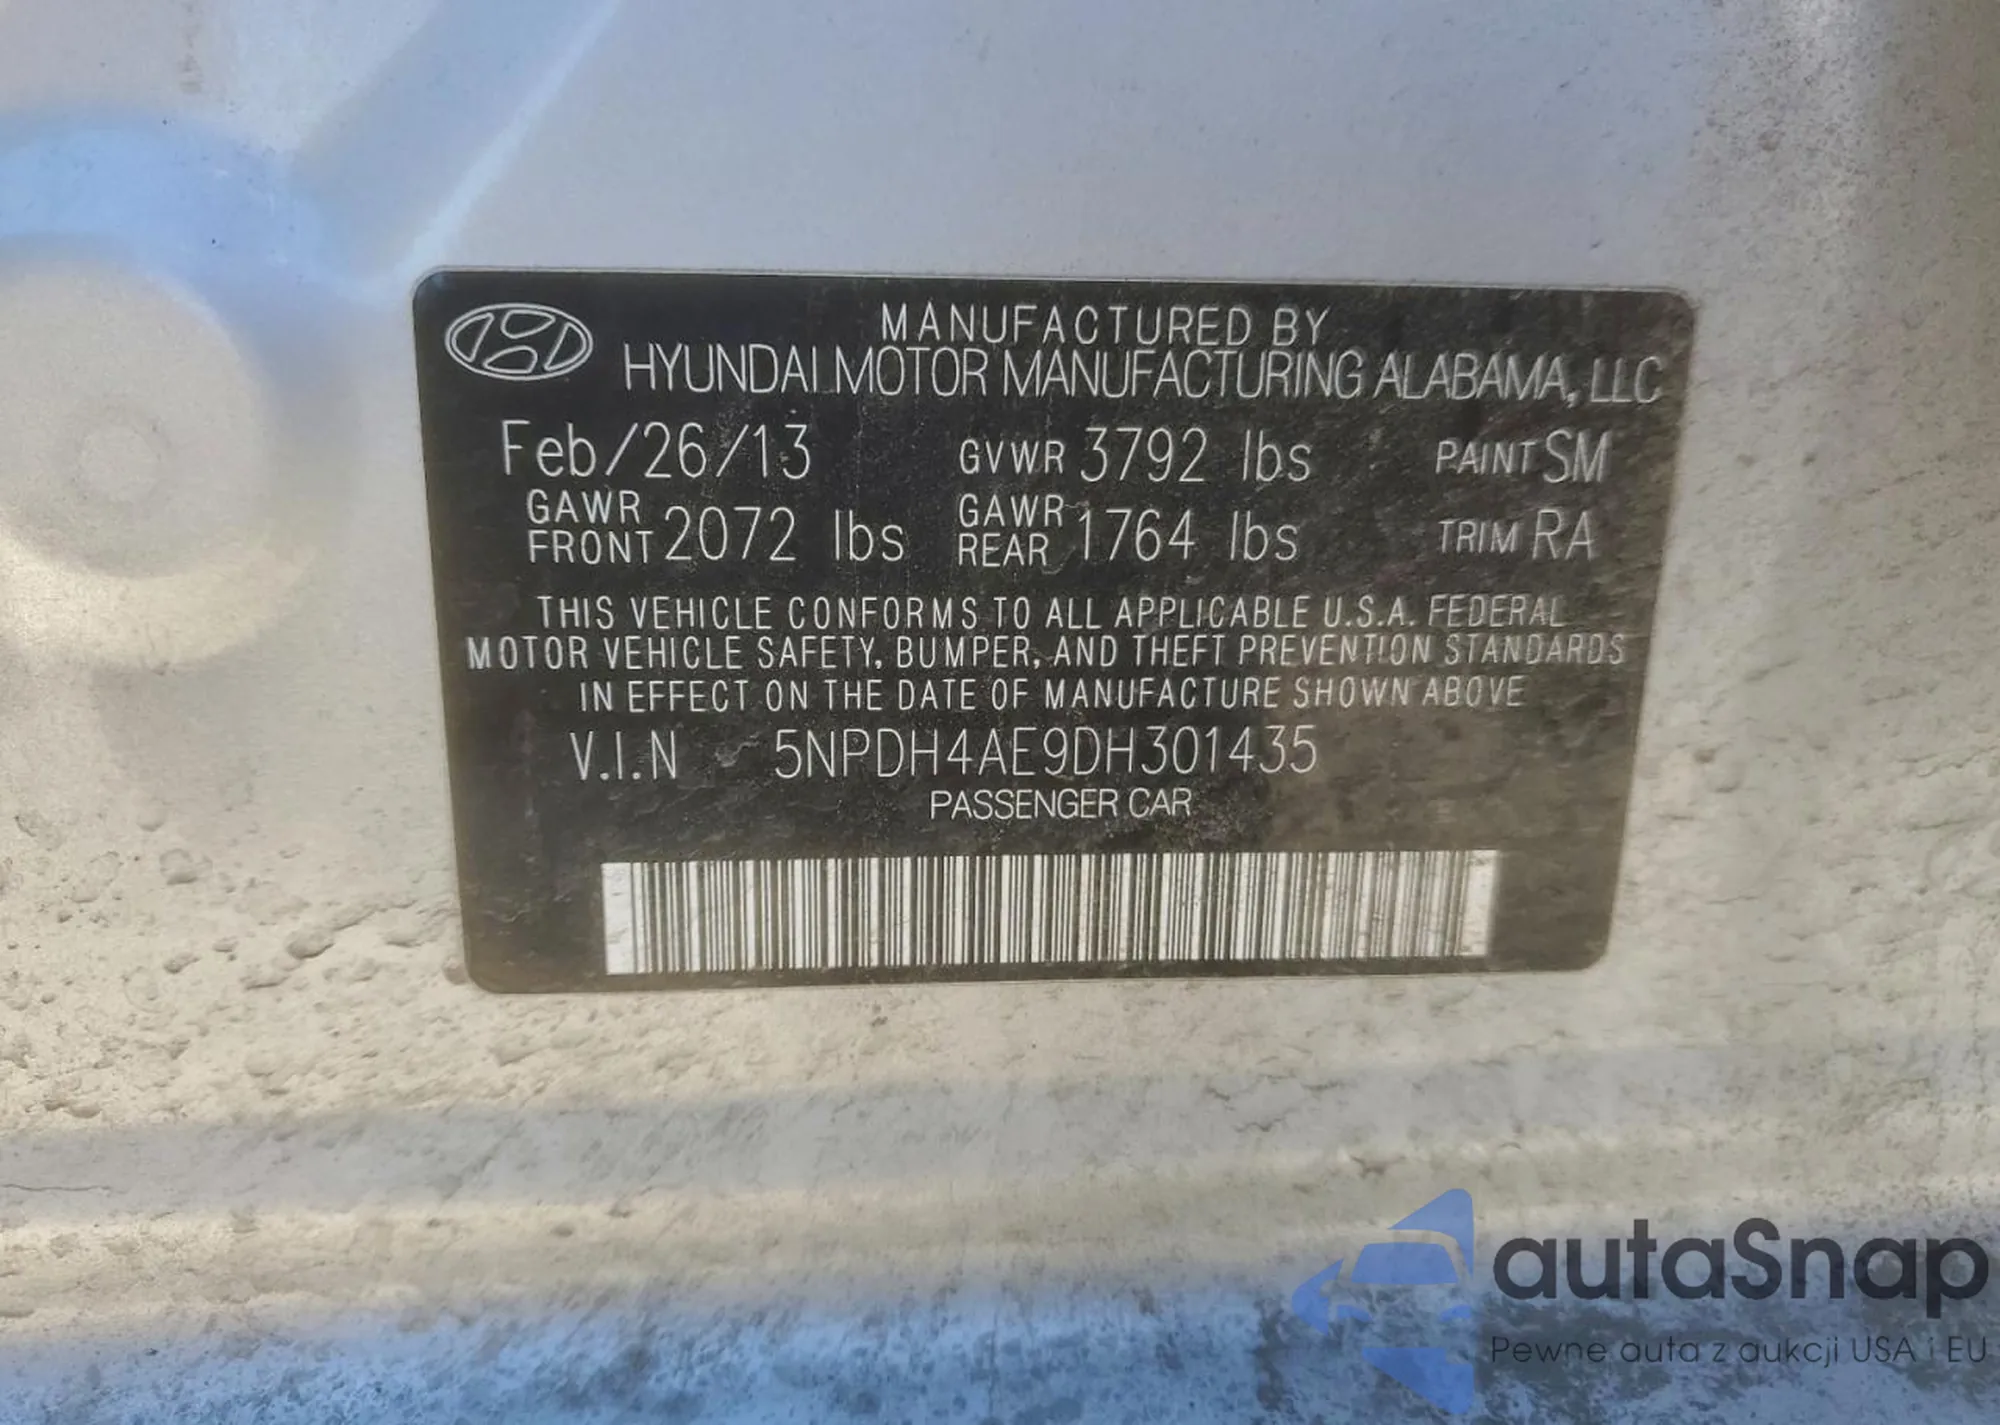 MANUFACTURED BY
HYUNDAI MOTOR MANUFACTURING ALABAMA, LLC
Feb/26/13 GVWR 3792 lbs PAINT SM
GAWR FRONT 2072 lbs GAWR REAR 1764 lbs TRIM RA
THIS VEHICLE CONFORMS TO ALL APPLICABLE U.S.A. FEDERAL
MOTOR VEHICLE SAFETY, BUMPER, AND THEFT PREVENTION STANDARDS
IN EFFECT ON THE DATE OF MANUFACTURE SHOWN ABOVE
V.I.N 5NPDH4AE9DH301435
PASSENGER CAR
autaSnap
Pewne auta z aukcji USA i EU